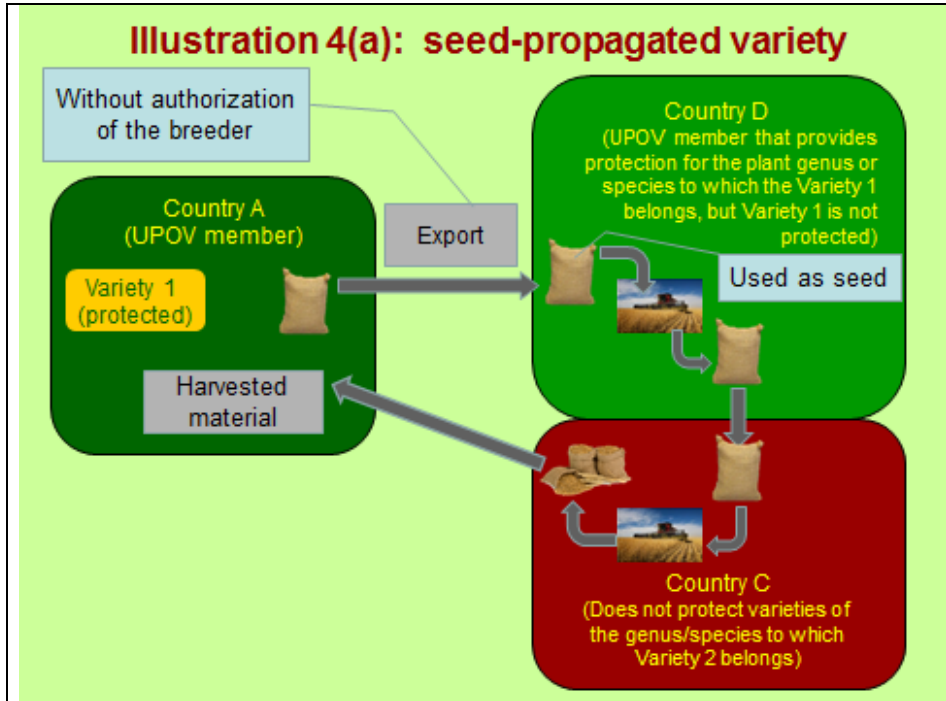 Illustration 4(a): seed-propagated variety
Without authorization
of the breeder
Country D
(UPOV member that provides
protection for the plant genus or
species to which the Variety 1
belongs, but Variety 1 is not
protected)
Country A
(UPOV member)
Export
Used as seed
Variety 1
(protected)
Harvested
material
Country C
(Does not protect varieties of
the genus/species to which
Variety 2 belongs)